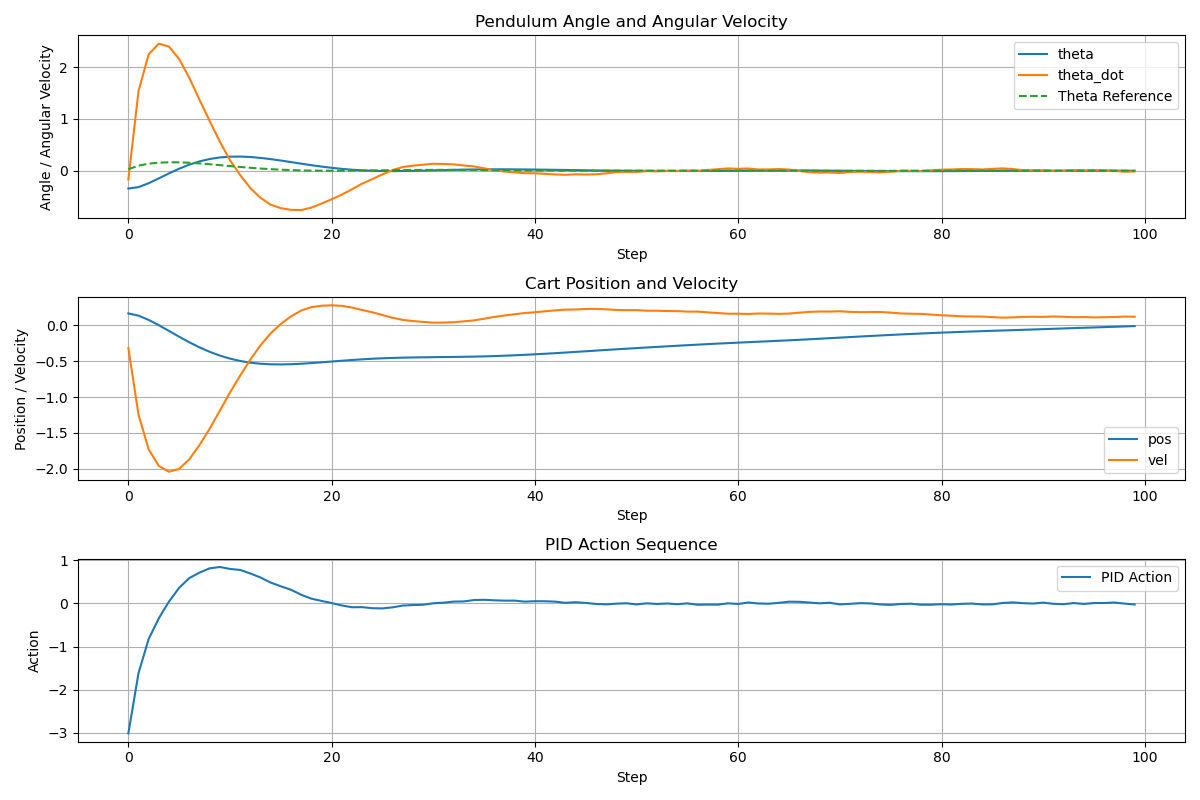 Pendulum Angle and Angular Velocity
Angle / Angular Velocity
2
1
0
theta
theta_dot
Theta Reference
0 20 40 60 80 100
Step
Cart Position and Velocity
Position / Velocity
0.0
−0.5
−1.0
−1.5
−2.0
pos
vel
0 20 40 60 80 100
Step
PID Action Sequence
Action
1
0
−1
−2
−3
PID Action
0 20 40 60 80 100
Step